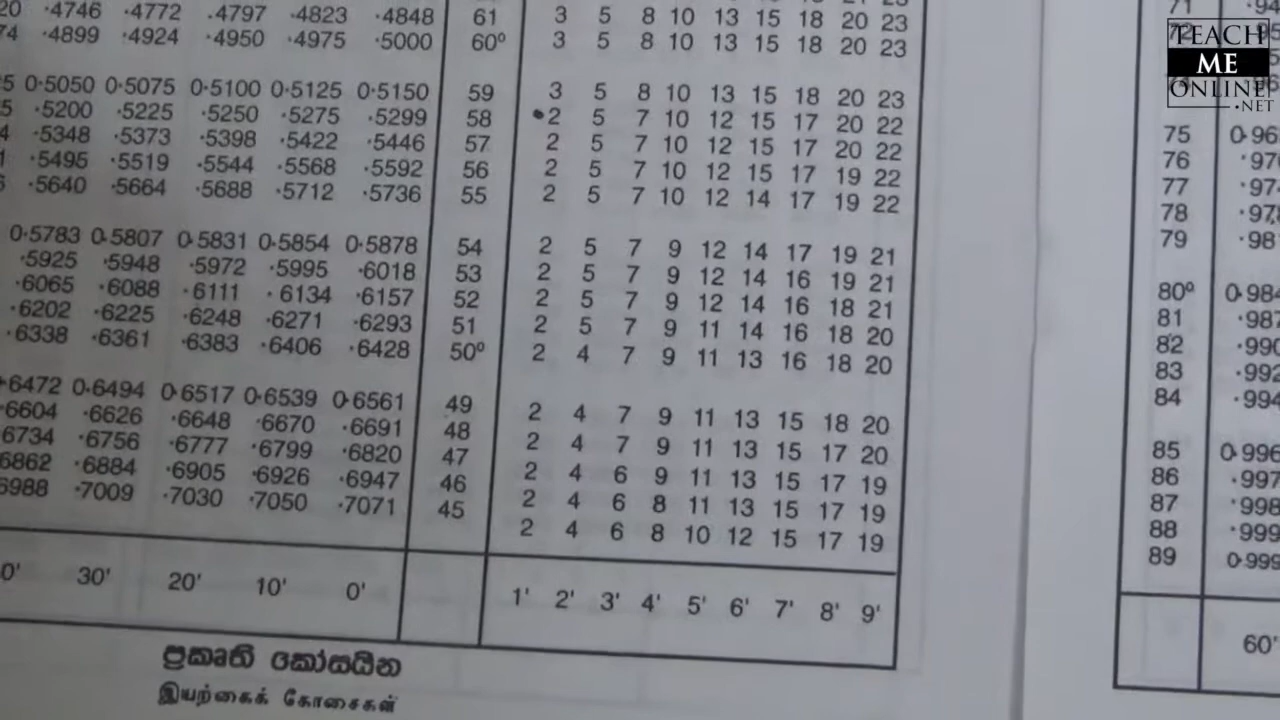 ·4746 ·4772 ·4797 ·4823 ·4848 61 3 5 8 10 13 15 18 20 23
·4899 ·4924 ·4950 ·4975 ·5000 60° 3 5 8 10 13 15 18 20 23
0·5050 0·5075 0·5100 0·5125 0·5150 59 3 5 8 10 13 15 18 20 23
·5200 ·5225 ·5250 ·5275 ·5299 58 2 5 7 10 12 15 17 20 22
·5348 ·5373 ·5398 ·5422 ·5446 57 2 5 7 10 12 15 17 20 22
·5495 ·5519 ·5544 ·5568 ·5592 56 2 5 7 10 12 15 17 19 22
·5640 ·5664 ·5688 ·5712 ·5736 55 2 5 7 10 12 14 17 19 22
0·5783 0·5807 0·5831 0·5854 0·5878 54 2 5 7 9 12 14 17 19 21
·5925 ·5948 ·5972 ·5995 ·6018 53 2 5 7 9 12 14 16 19 21
·6065 ·6088 ·6111 ·6134 ·6157 52 2 5 7 9 12 14 16 18 21
·6202 ·6225 ·6248 ·6271 ·6293 51 2 5 7 9 11 14 16 18 20
·6338 ·6361 ·6383 ·6406 ·6428 50° 2 4 7 9 11 13 16 18 20
·6472 0·6494 0·6517 0·6539 0·6561 49 2 4 7 9 11 13 15 18 20
·6604 ·6626 ·6648 ·6670 ·6691 48 2 4 7 9 11 13 15 17 20
6734 ·6756 ·6777 ·6799 ·6820 47 2 4 6 9 11 13 15 17 19
6862 ·6884 ·6905 ·6926 ·6947 46 2 4 6 8 11 13 15 17 19
6988 ·7009 ·7030 ·7050 ·7071 45 2 4 6 8 10 12 15 17 19
0' 30' 20' 10' 0' 1' 2' 3' 4' 5' 6' 7' 8' 9'
ප්‍රකෘති කෝසයින
இயற்கைக் கோசைகள்
71
TEACH
ME
ONLINE
.NET
75 0·96
76 ·97
77 ·97
78 ·97
79 ·98
80° 0·984
81 ·987
82 ·990
83 ·992
84 ·994
85 0·996
86 ·997
87 ·998
88 ·999
89 0·999
60'